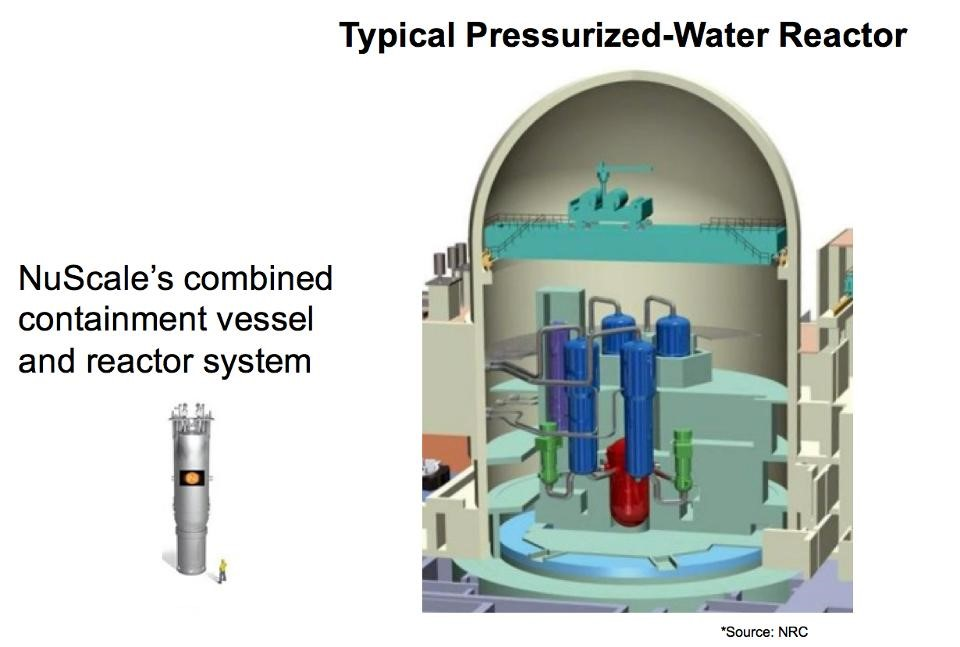 Typical Pressurized-Water Reactor
NuScale’s combined
containment vessel
and reactor system
*Source: NRC